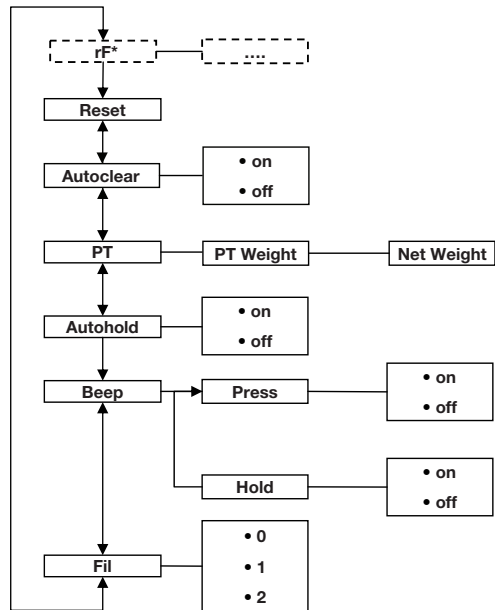 rF* ....
Reset
Autoclear • on
• off
PT PT Weight Net Weight
Autohold • on
• off
Beep Press • on
• off
Hold • on
• off
Fil • 0
• 1
• 2